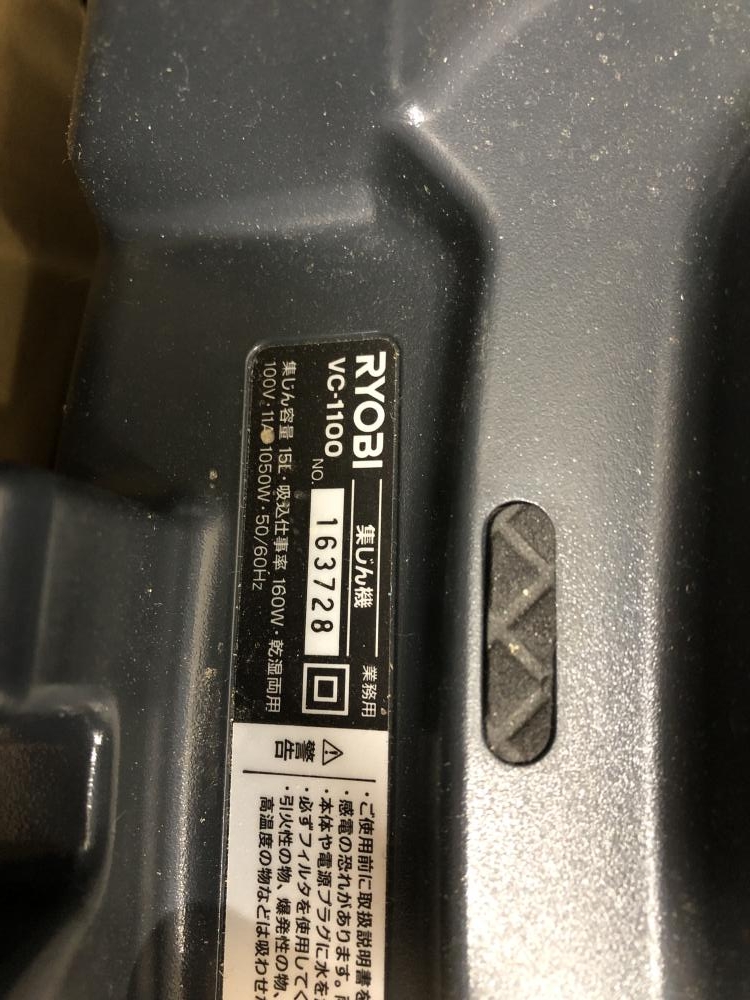 RYOBI 集じん機 業務用
VC-1100
NO. 163728
集じん容量 15L・吸込仕事率 160W・乾湿両用
100V・11A・1050W・50/60Hz
警告
・ご使用前に取扱説明書を
・感電の恐れがあります。
・本体や電源プラグに水を
・必ずフィルタを使用してく
・引火性の物、爆発性の物、
高温度の物などは吸わせ